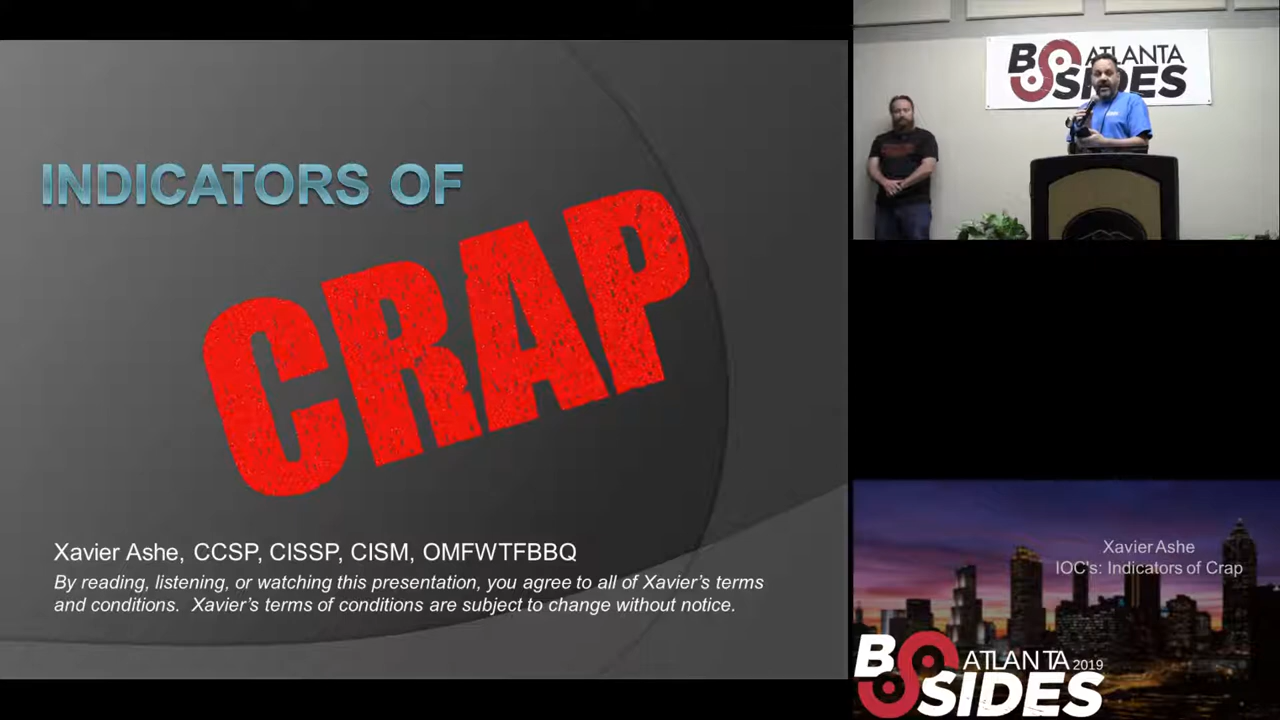 INDICATORS OF
CRAP
Xavier Ashe, CCSP, CISSP, CISM, OMFWTFBBQ
By reading, listening, or watching this presentation, you agree to all of Xavier's terms
and conditions. Xavier's terms of conditions are subject to change without notice.
BSIDES ATLANTA
Xavier Ashe
IOC's: Indicators of Crap
BSIDES ATLANTA 2019